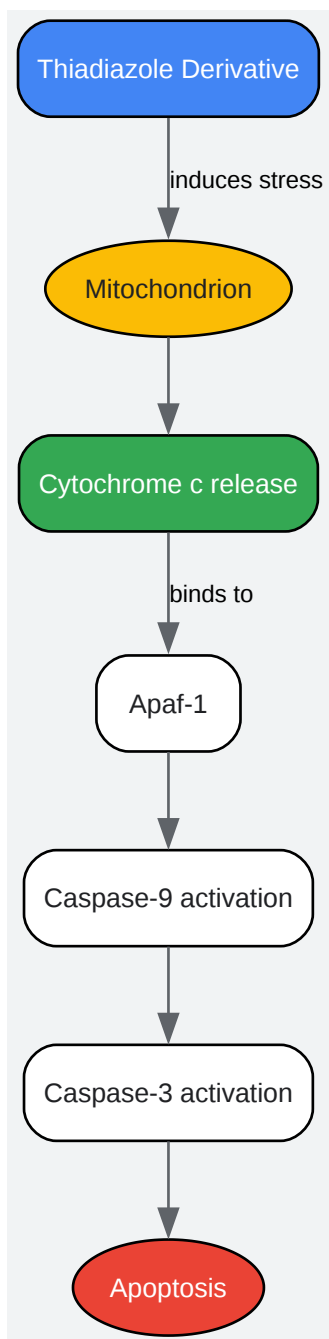 Thiadiazole Derivative
induces stress
Mitochondrion
Cytochrome c release
binds to
Apaf-1
Caspase-9 activation
Caspase-3 activation
Apoptosis